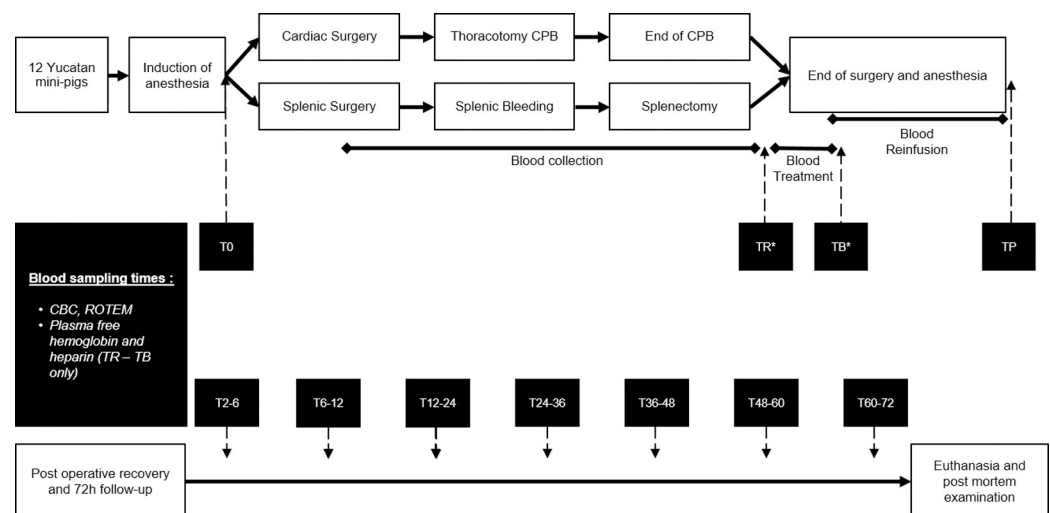 12 Yucatan
mini-pigs
Induction of
anesthesia
Cardiac Surgery
Thoracotomy CPB
End of CPB
Splenic Surgery
Splenic Bleeding
Splenectomy
End of surgery and anesthesia
Blood collection
Blood
Treatment
Blood
Reinfusion
T0
TR*
TB*
TP
Blood sampling times :
• CBC, ROTEM
• Plasma free
hemoglobin and
heparin (TR – TB
only)
T2-6
T6-12
T12-24
T24-36
T36-48
T48-60
T60-72
Post operative recovery
and 72h follow-up
Euthanasia and
post mortem
examination